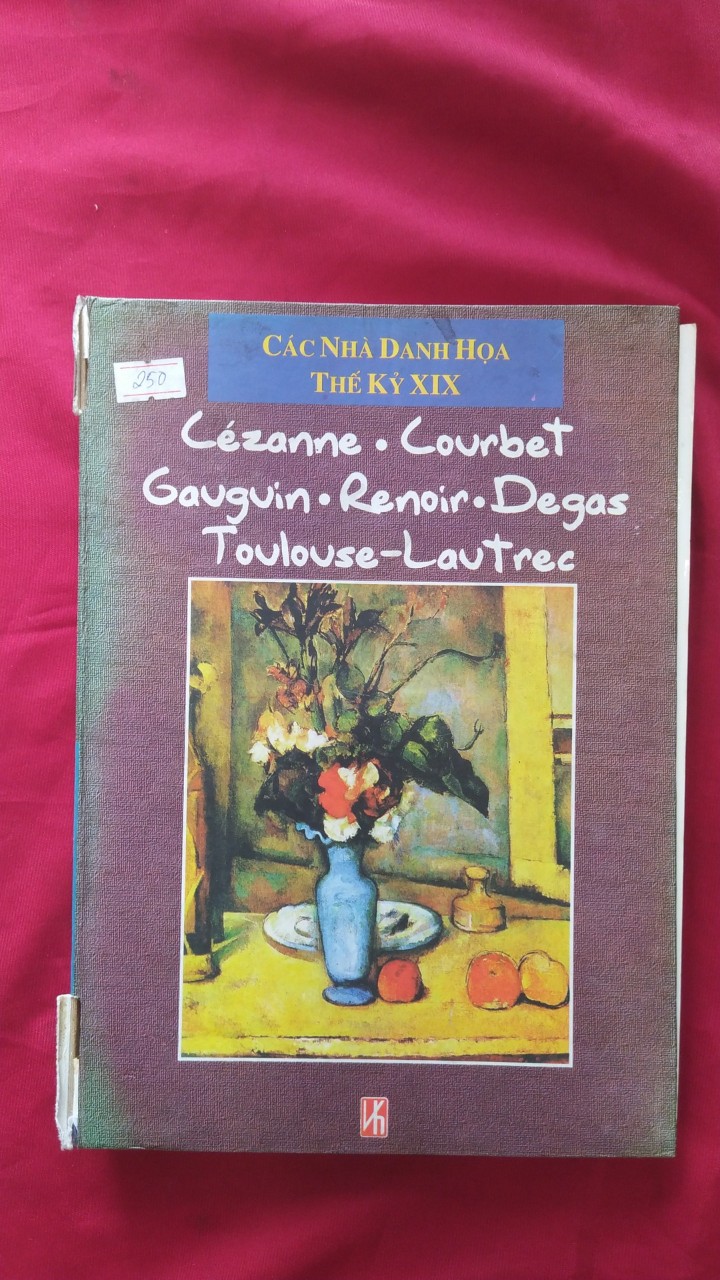 CÁC NHÀ DANH HỌA
THẾ KỶ XIX
250
Cézanne • Courbet
Gauguin • Renoir • Degas
Toulouse-Lautrec